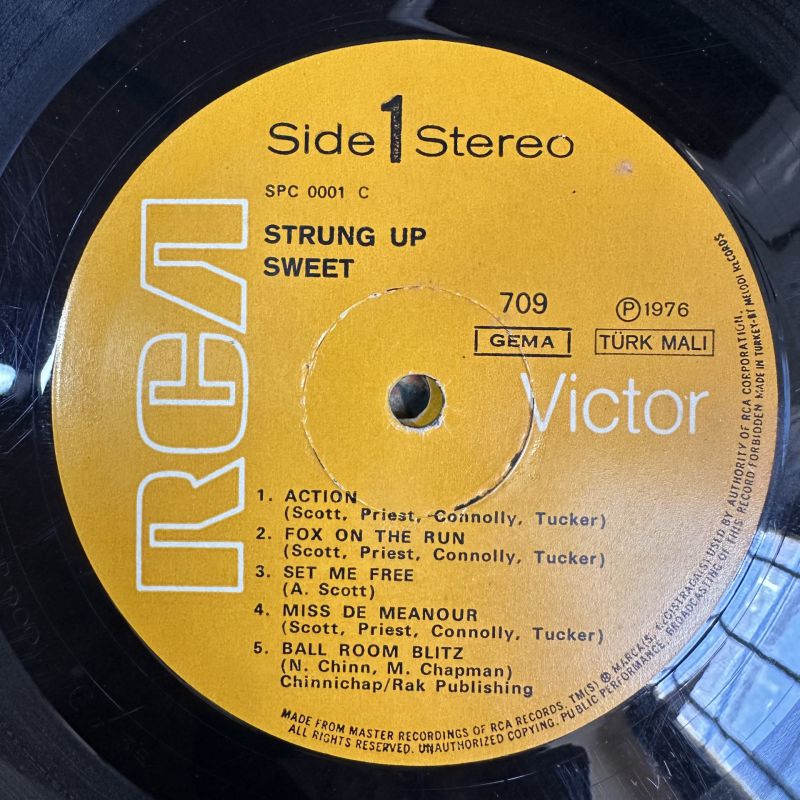 Side 1 Stereo
SPC 0001 C
STRUNG UP
SWEET
709
GEMA
℗1976
TÜRK MALI
RCA
Victor
1. ACTION
(Scott, Priest, Connolly, Tucker)
2. FOX ON THE RUN
(Scott, Priest, Connolly, Tucker)
3. SET ME FREE
(A. Scott)
4. MISS DE MEANOUR
(Scott, Priest, Connolly, Tucker)
5. BALL ROOM BLITZ
(N. Chinn, M. Chapman)
Chinnichap/Rak Publishing
MADE FROM MASTER RECORDINGS OF RCA RECORDS. TM(S) ® MARCA(S). REGISTRADA(S) USED BY AUTHORITY OF RCA CORPORATION.
ALL RIGHTS RESERVED. UNAUTHORIZED COPYING. PUBLIC PERFORMANCE. BROADCASTING OF THIS RECORD FORBIDDEN MADE IN TURKEY-BY MELODI RECORDS